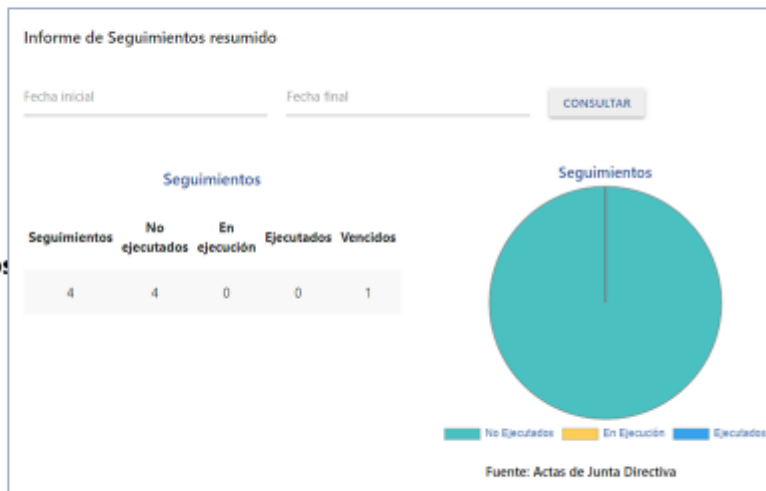 Informe de Seguimientos resumido
Fecha inicial Fecha final CONSULTAR
Seguimientos
Seguimientos No ejecutados En ejecución Ejecutados Vencidos
4 4 0 0 1
Seguimientos
No Ejecutados En Ejecución Ejecutados
Fuente: Actas de Junta Directiva